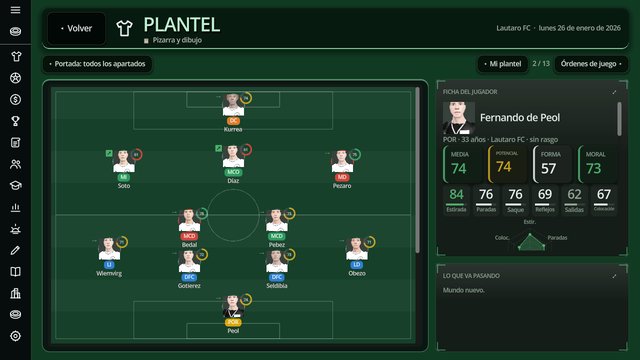 Volver
PLANTEL
Pizarra y dibujo
Lautaro FC · lunes 26 de enero de 2026
Portada: todos los apartados
Mi plantel
2 / 13
Órdenes de juego
DC
Kurrea
MI
Soto
MCD
Díaz
MD
Pezaro
MCD
Bedal
MCD
Pebez
LI
Wiemvirg
DFC
Gotierez
DFC
Seldibia
LD
Obezo
POR
Peol
FICHA DEL JUGADOR
Fernando de Peol
POR · 33 años · Lautaro FC · sin rasgo
MEDIA
74
POTENCIAL
74
FORMA
57
MORAL
73
84
Estirada
76
Paradas
76
Saque
69
Reflejos
62
Salidas
67
Colocación
Estir.
Coloc.
Paradas
LO QUE VA PASANDO
Mundo nuevo.